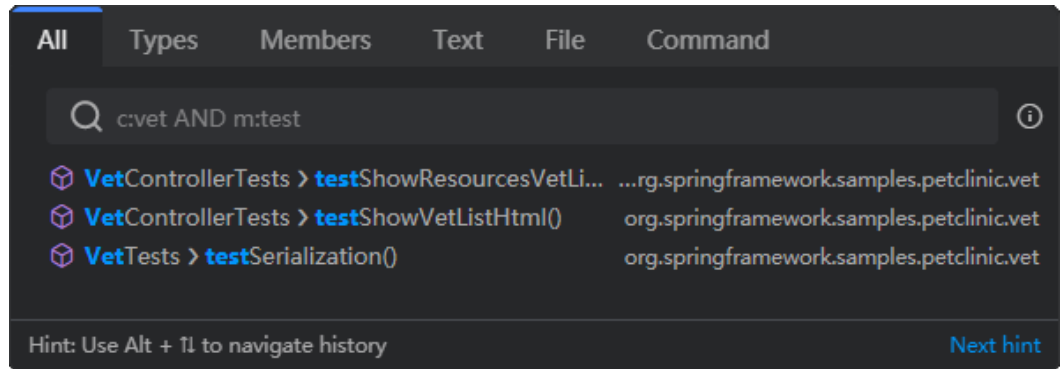 All Types Members Text File Command
c:vet AND m:test
VetControllerTests ❯ testShowResourcesVetLi... ...rg.springframework.samples.petclinic.vet
VetControllerTests ❯ testShowVetListHtml() org.springframework.samples.petclinic.vet
VetTests ❯ testSerialization() org.springframework.samples.petclinic.vet
Hint: Use Alt + ⇅ to navigate history Next hint